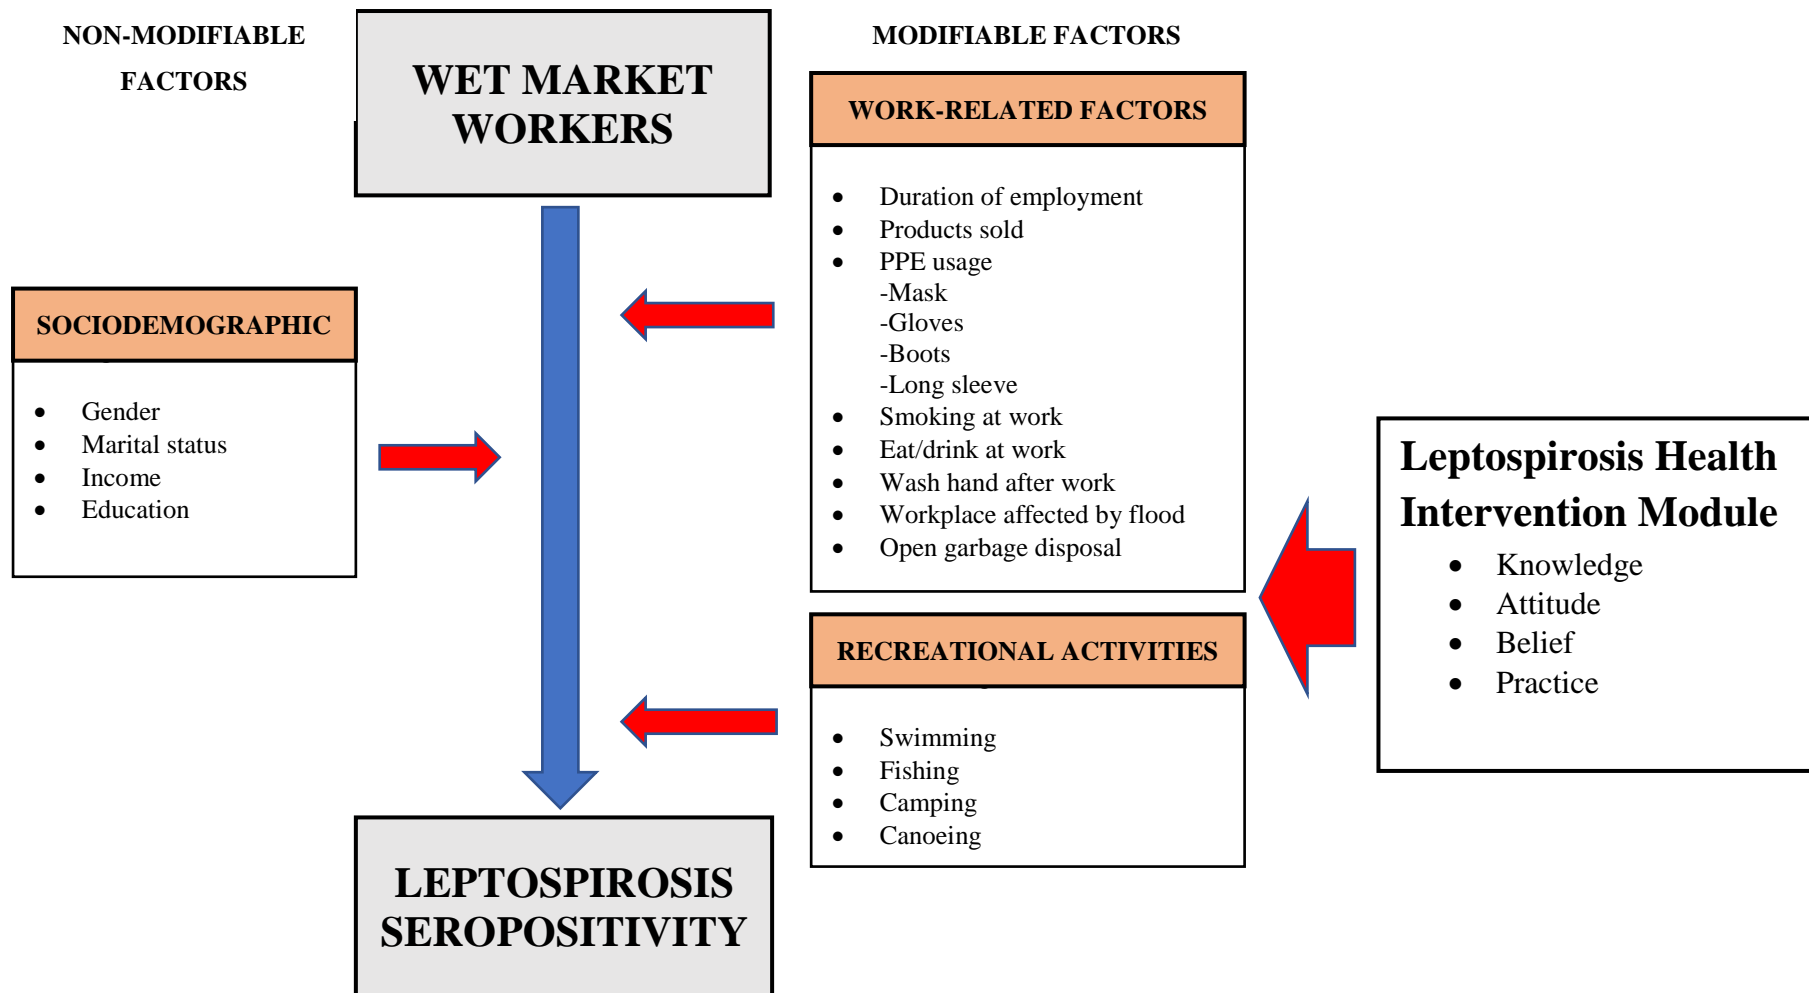 NON-MODIFIABLE
FACTORS
WET MARKET
WORKERS
MODIFIABLE FACTORS
WORK-RELATED FACTORS
• Duration of employment
• Products sold
• PPE usage
-Mask
-Gloves
-Boots
-Long sleeve
• Smoking at work
• Eat/drink at work
• Wash hand after work
• Workplace affected by flood
• Open garbage disposal
SOCIODEMOGRAPHIC
• Gender
• Marital status
• Income
• Education
RECREATIONAL ACTIVITIES
• Swimming
• Fishing
• Camping
• Canoeing
Leptospirosis Health
Intervention Module
• Knowledge
• Attitude
• Belief
• Practice
LEPTOSPIROSIS
SEROPOSITIVITY